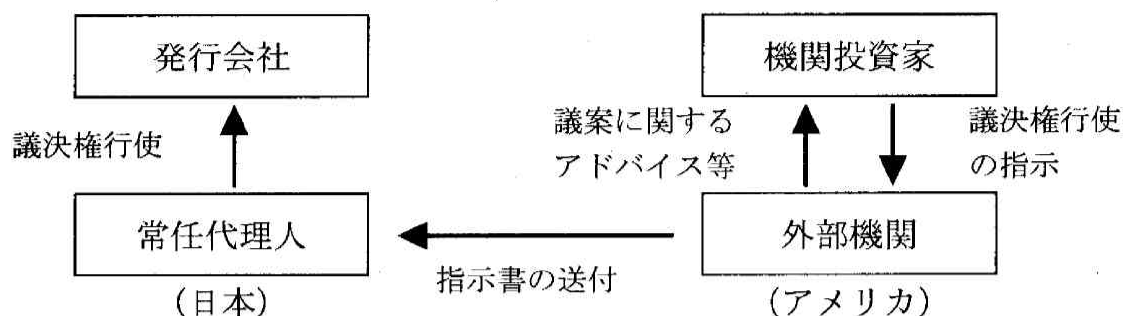 発行会社
機関投資家
議決権行使
議案に関する
アドバイス等
議決権行使
の指示
常任代理人
外部機関
指示書の送付
(日本)
(アメリカ)